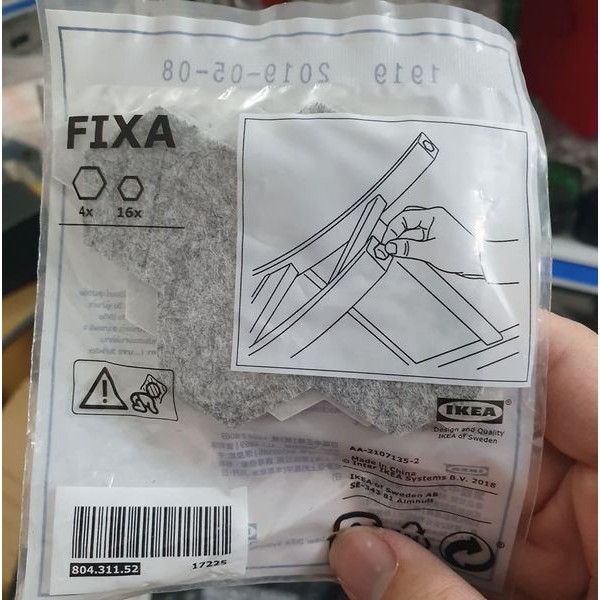 1919 2019-05-08
FIXA
4x 16x
IKEA
Design and Quality
IKEA of Sweden
AA-2107135-2
Made in China
© Inter IKEA Systems B.V. 2018
IKEA of Sweden AB
SE-343 81 Älmhult
804.311.52
17225